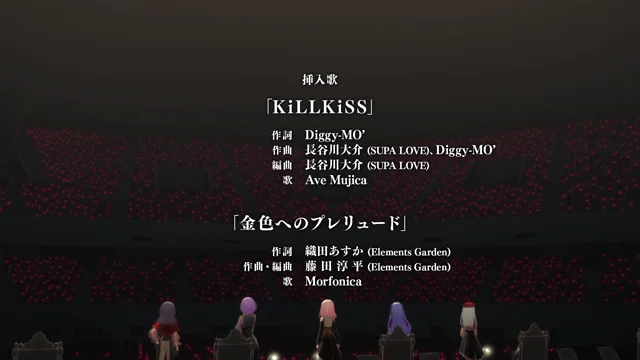 挿入歌
「KiLLKiSS」
作詞 Diggy-MO'
作曲 長谷川大介 (SUPA LOVE)、Diggy-MO'
編曲 長谷川大介 (SUPA LOVE)
歌 Ave Mujica
「金色へのプレリュード」
作詞 織田あすか (Elements Garden)
作曲・編曲 藤田淳平 (Elements Garden)
歌 Morfonica